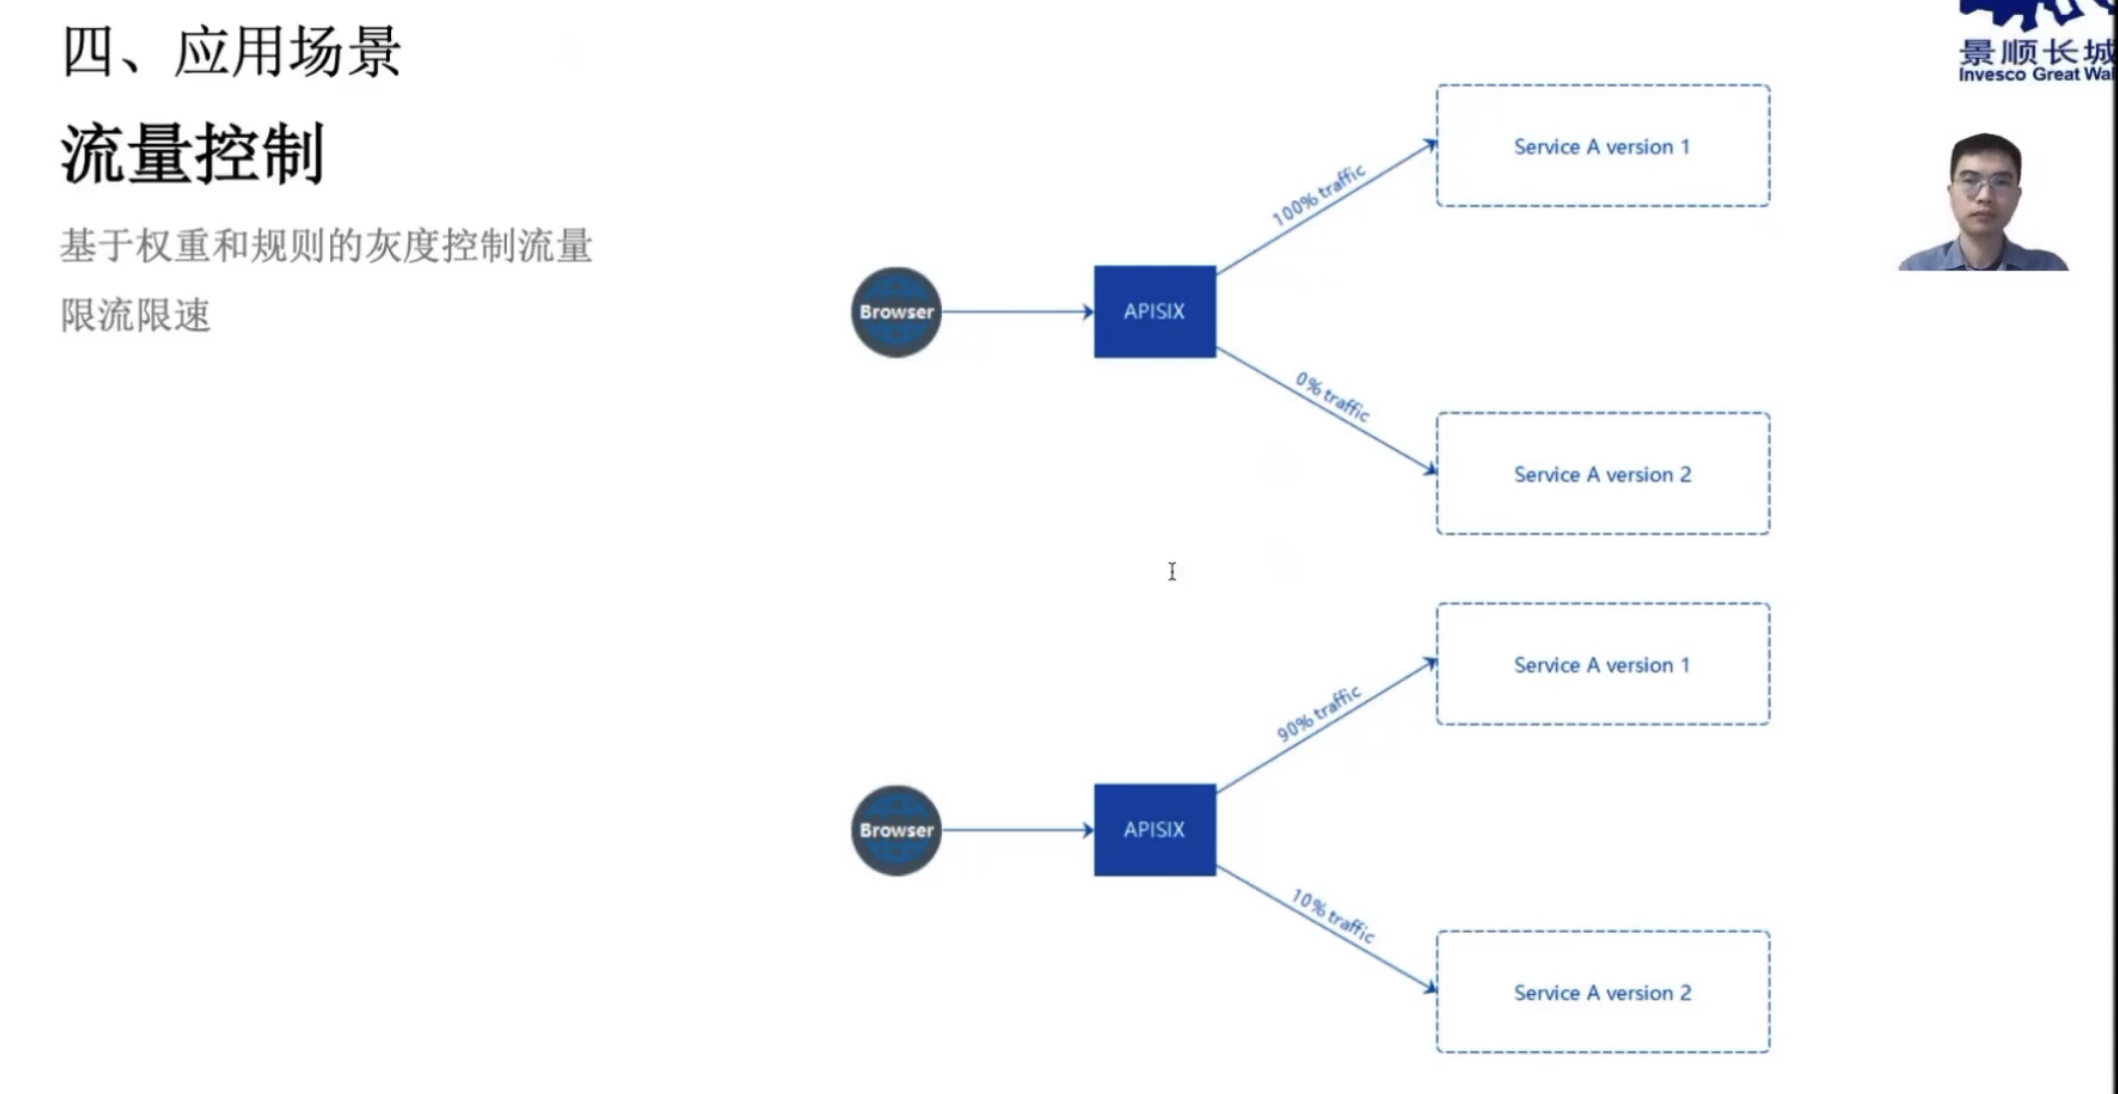 四、应用场景
流量控制
基于权重和规则的灰度控制流量
限流限速
景顺长城
Invesco Great Wal
Browser
APISIX
100% traffic
Service A version 1
0% traffic
Service A version 2
Browser
APISIX
90% traffic
Service A version 1
10% traffic
Service A version 2